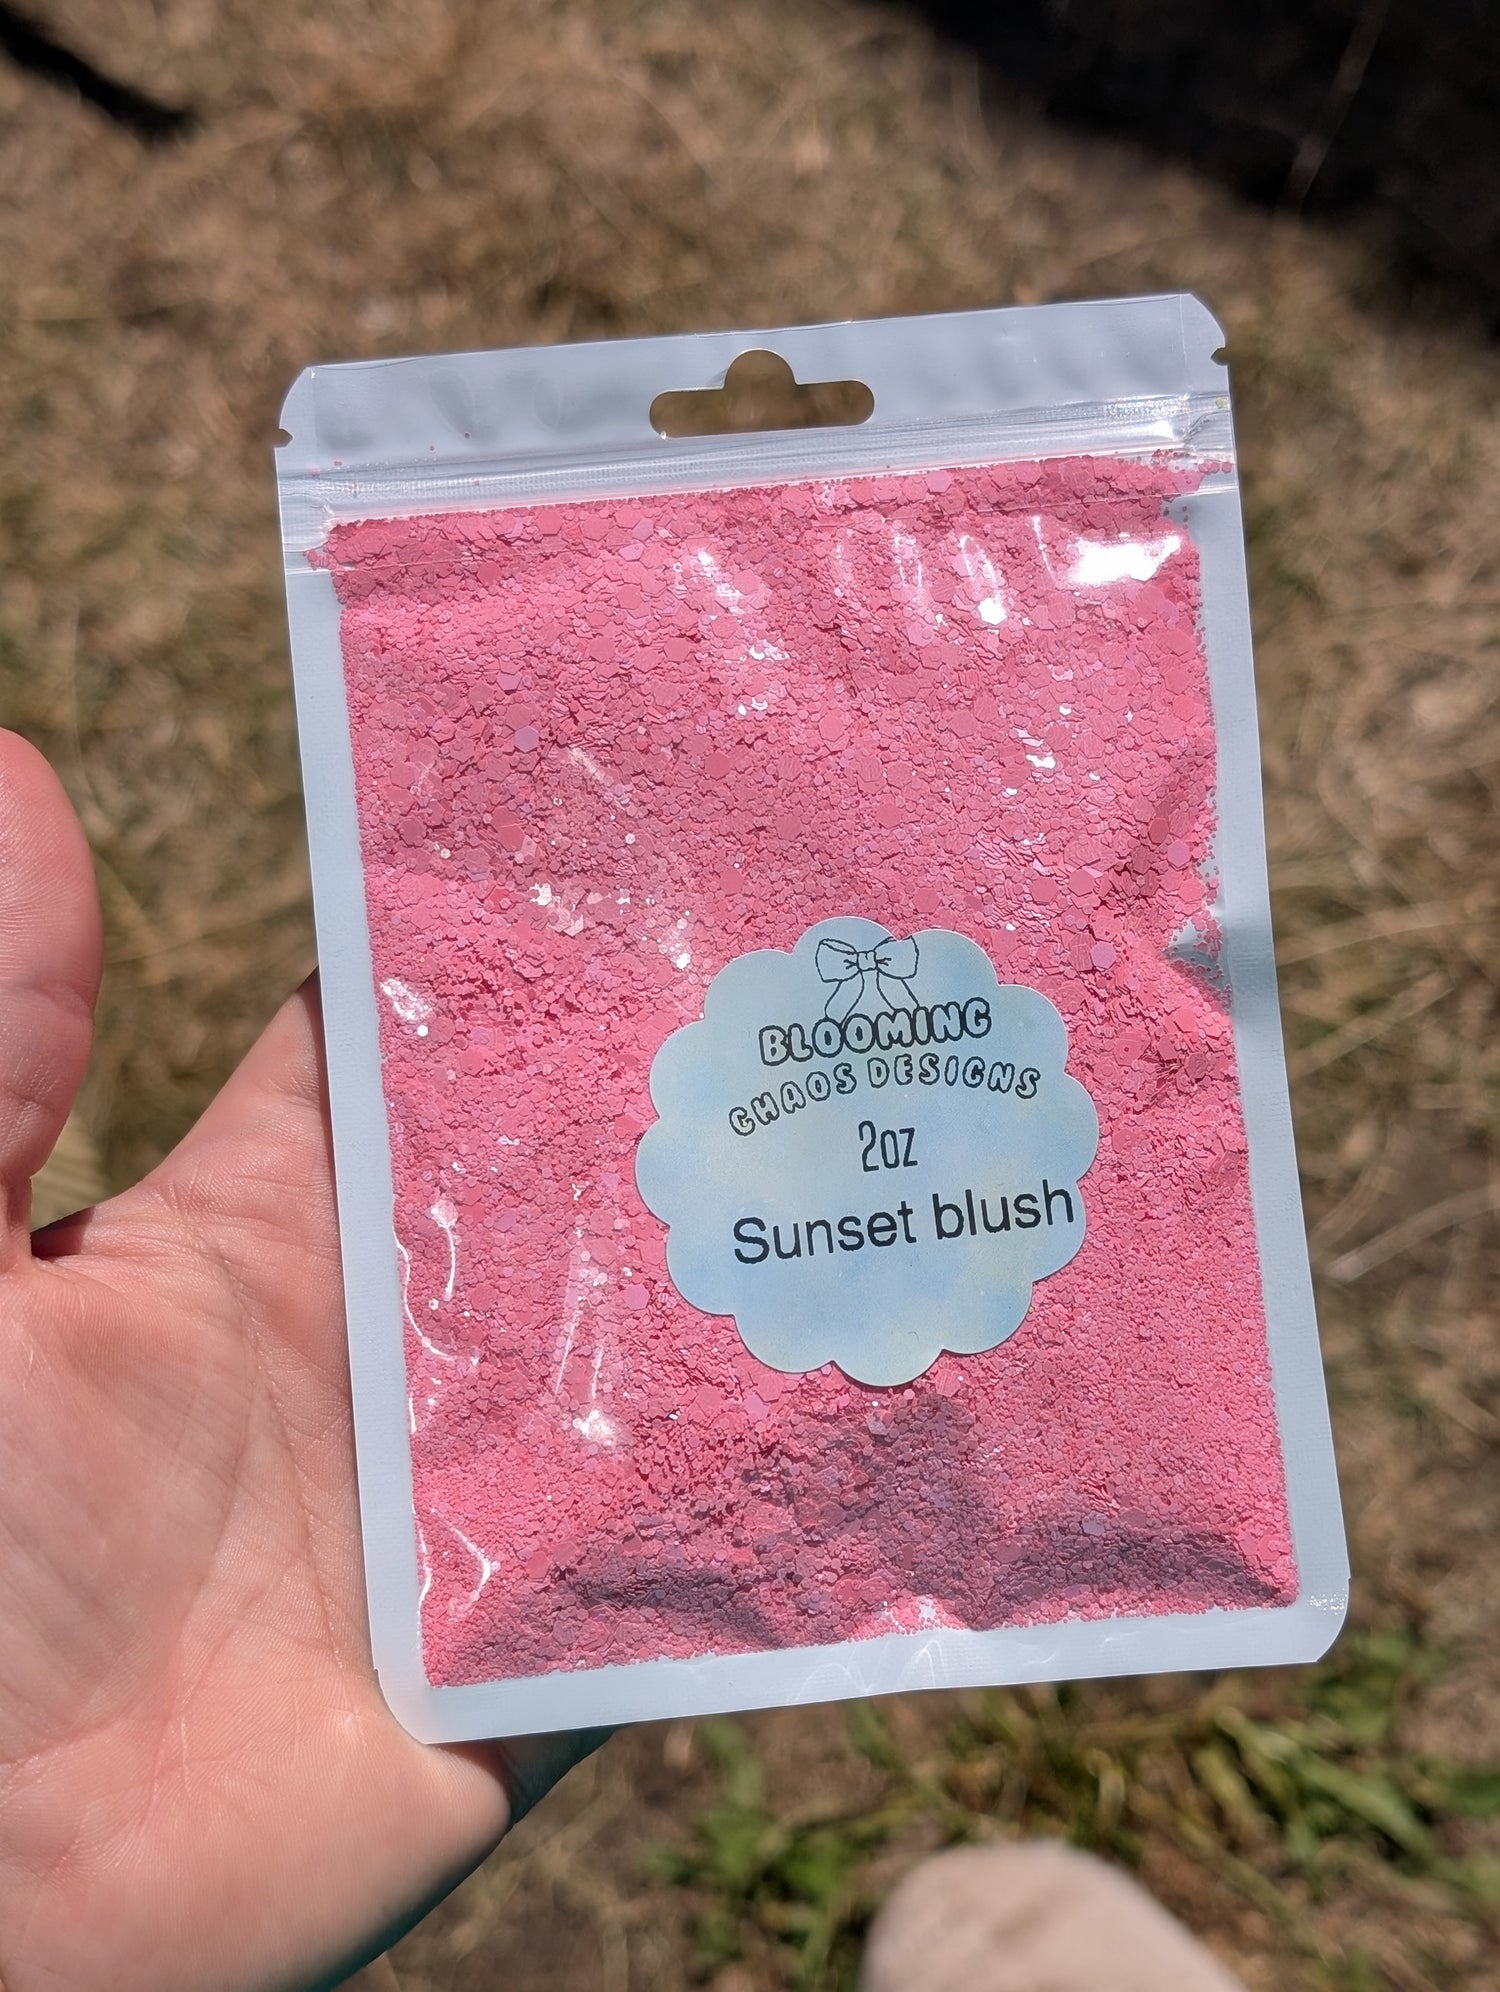 BLOOMING
CHAOS DESIGNS
2oz
Sunset blush